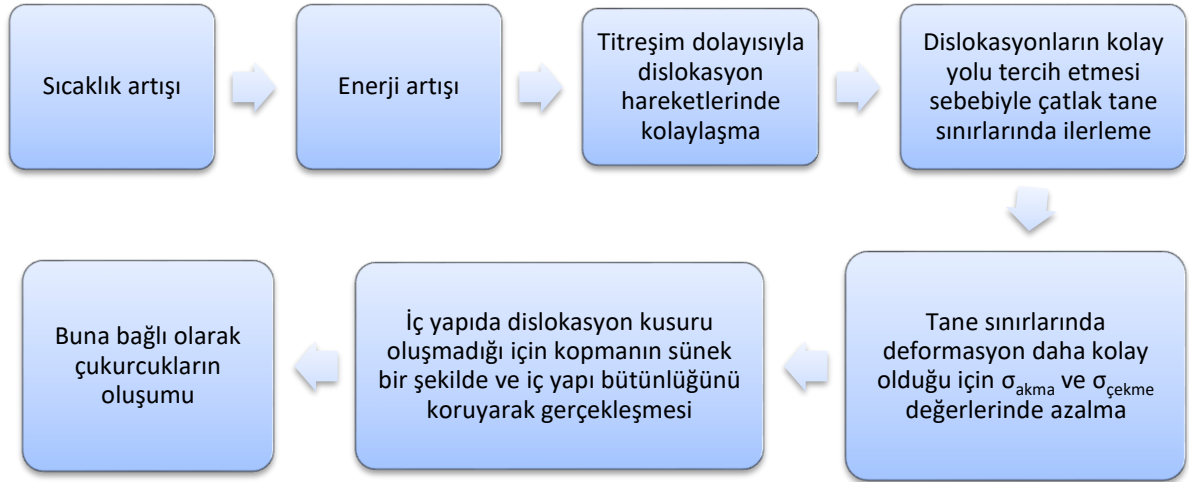 Sıcaklık artışı
Enerji artışı
Titreşim dolayısıyla
dislokasyon
hareketlerinde
kolaylaşma
Dislokasyonların kolay
yolu tercih etmesi
sebebiyle çatlak tane
sınırlarında ilerleme
Tane sınırlarında
deformasyon daha kolay
olduğu için σakma ve σçekme
değerlerinde azalma
İç yapıda dislokasyon kusuru
oluşmadığı için kopmanın sünek
bir şekilde ve iç yapı bütünlüğünü
koruyarak gerçekleşmesi
Buna bağlı olarak
çukurcukların
oluşumu